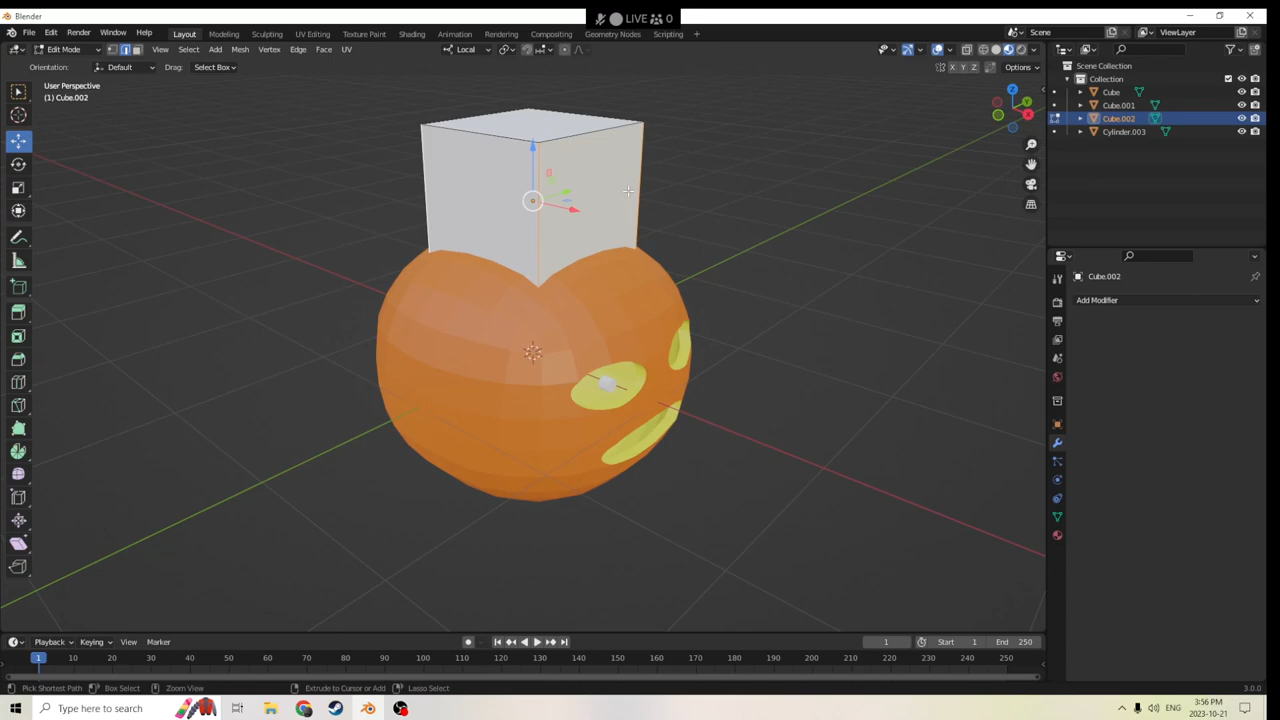 Blender
LIVE 0
File Edit Render Window Help Layout Modeling Sculpting UV Editing Texture Paint Shading Animation Rendering Compositing Geometry Nodes Scripting Scene ViewLayer
Edit Mode View Select Add Mesh Vertex Edge Face UV Local
Orientation: Default Drag: Select Box X Y Z Options
Scene Collection
Collection
Cube
Cube.001
Cube.002
Cylinder.003
User Perspective
(1) Cube.002
Z
Y
X
Cube.002
Add Modifier
Playback Keying View Marker 1 Start 1 End 250
1 10 20 30 40 50 60 70 80 90 100 110 120 130 140 150 160 170 180 190 200 210 220 230 240 250
Pick Shortest Path Box Select Zoom View Extrude to Cursor or Add Lasso Select 3.0.0
Type here to search ENG 3:56 PM
2023-10-21